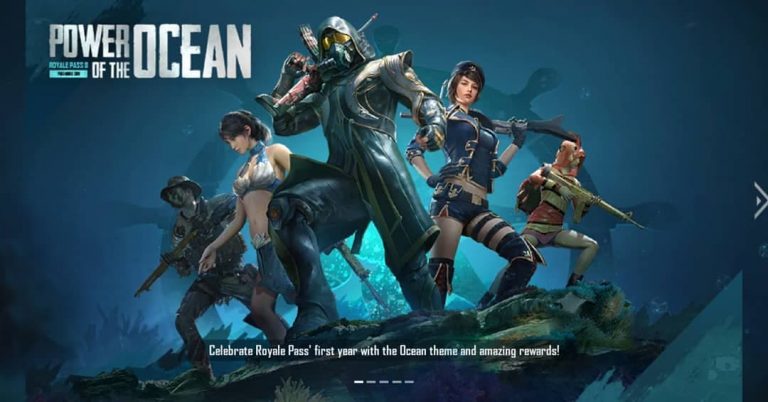 POWER
OF THE
OCEAN
ROYALE PASS 8
Celebrate Royale Pass' first year with the Ocean theme and amazing rewards!